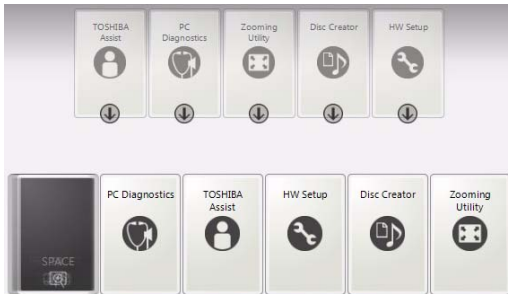 TOSHIBA
Assist
PC
Diagnostics
Zooming
Utility
Disc Creator
HW Setup
SPACE
PC Diagnostics
TOSHIBA
Assist
HW Setup
Disc Creator
Zooming
Utility